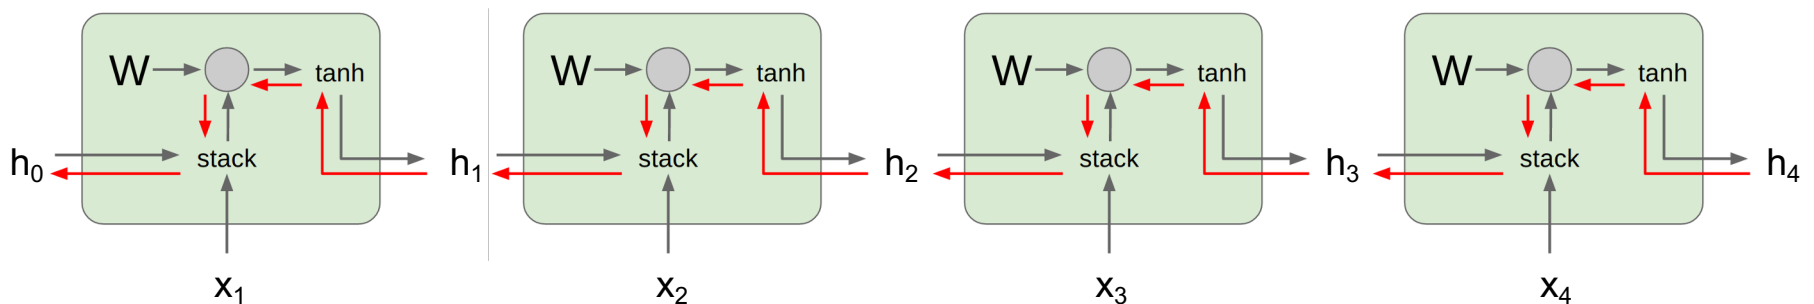 W tanh W tanh W tanh W tanh
h₀ stack h₁ stack h₂ stack h₃ stack h₄
x₁ x₂ x₃ x₄